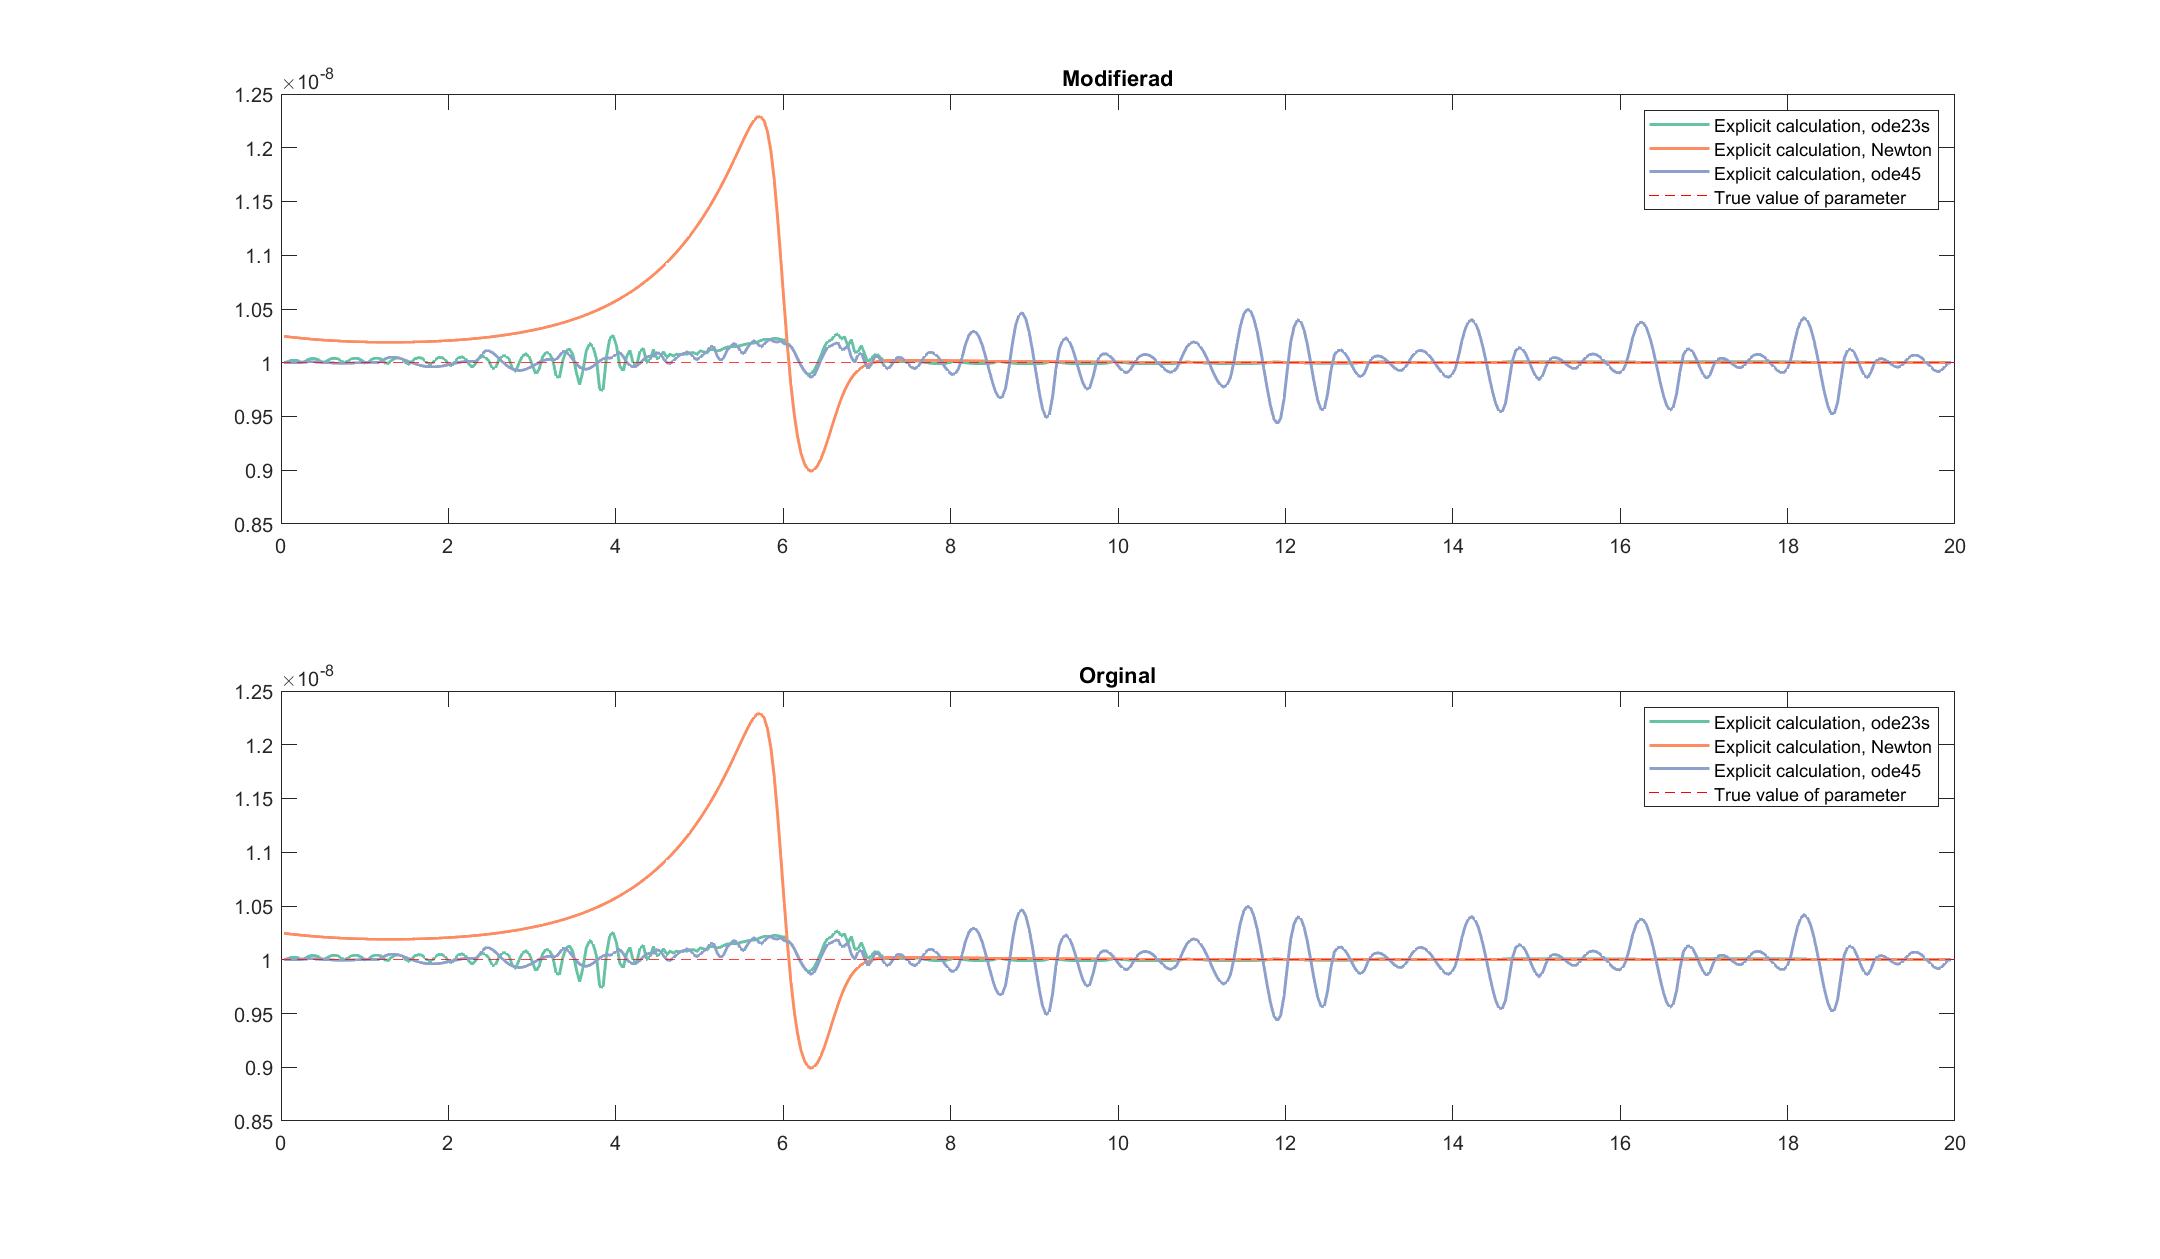 Modifierad
×10-8
1.25
1.2
1.15
1.1
1.05
1
0.95
0.9
0.85
0 2 4 6 8 10 12 14 16 18 20
Explicit calculation, ode23s
Explicit calculation, Newton
Explicit calculation, ode45
True value of parameter
Orginal
×10-8
1.25
1.2
1.15
1.1
1.05
1
0.95
0.9
0.85
0 2 4 6 8 10 12 14 16 18 20
Explicit calculation, ode23s
Explicit calculation, Newton
Explicit calculation, ode45
True value of parameter